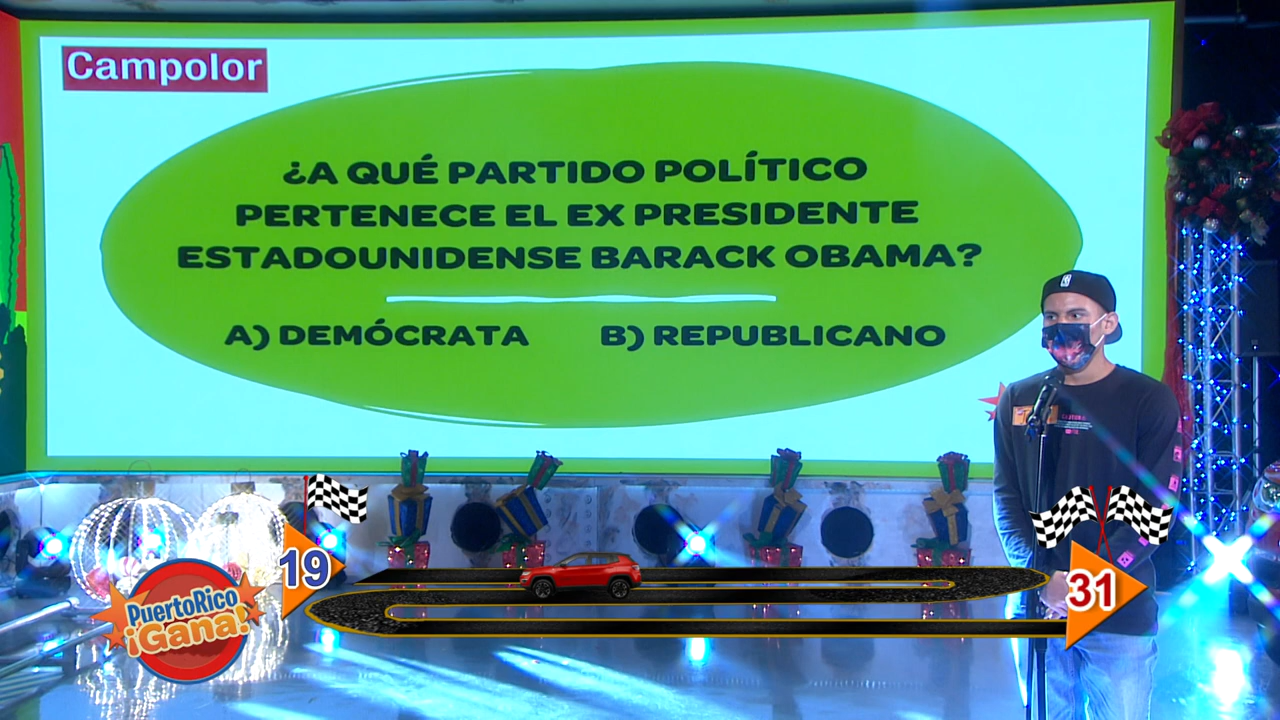 Campolor
¿A QUÉ PARTIDO POLÍTICO
PERTENECE EL EX PRESIDENTE
ESTADOUNIDENSE BARACK OBAMA?
A) DEMÓCRATA B) REPUBLICANO
19
31
PuertoRico
¡Gana!